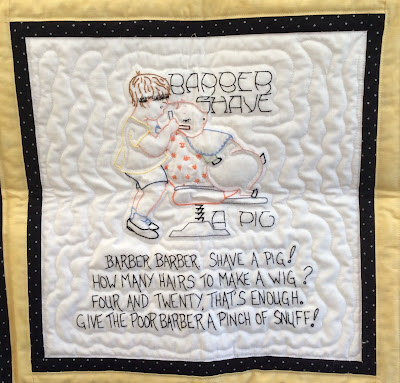 BARBER
SHAVE
A PIG
BARBER BARBER SHAVE A PIG!
HOW MANY HAIRS TO MAKE A WIG?
FOUR AND TWENTY THAT'S ENOUGH.
GIVE THE POOR BARBER A PINCH OF SNUFF!